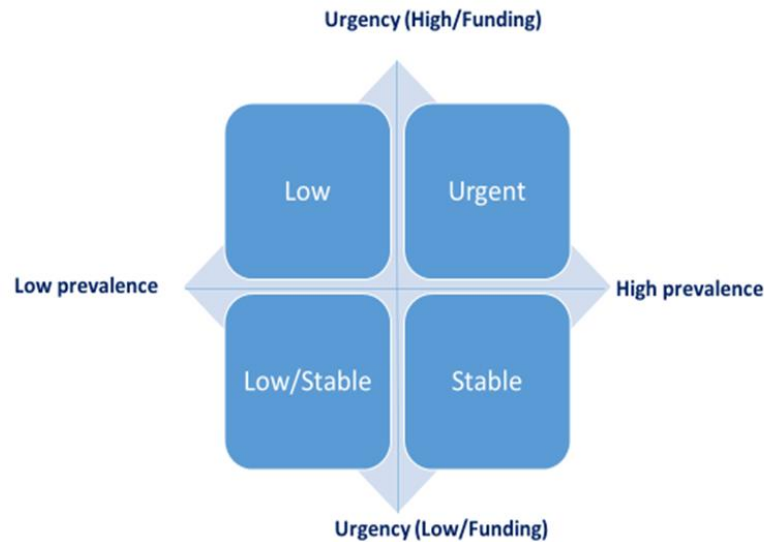 Urgency (High/Funding)
Low
Urgent
Low prevalence
High prevalence
Low/Stable
Stable
Urgency (Low/Funding)